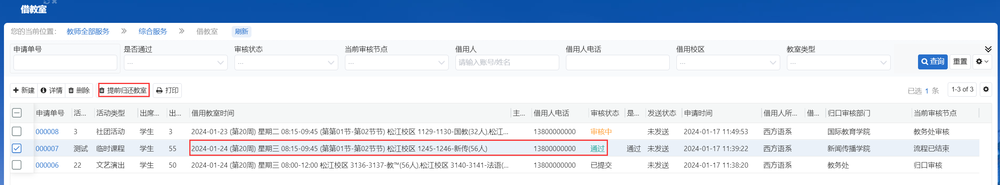 借教室
您的当前位置： 教师全部服务 综合服务 借教室 刷新
申请单号 是否通过 审核状态 当前审核节点 借用人 借用人电话 借用校区 教室类型
... ... ... 请输入账号/姓名 ... ... 查询 重置
新建 详情 删除 提前归还教室 打印 已选 1 条 1-3 of 3
申请单号 活... 活动类型 出席... 出... 借用教室时间 主... 借用人电话 审核状态 是... 发送状态 申请时间 借用人所... 借... 归口审核部门 当前审核节点
000008 3 社团活动 学生 3 2024-01-23 (第20周) 星期二 08:15-09:45 (第第01节-第02节节) 松江校区 1129-1130-国教(32人),松江... 13800000000 审核中 未发送 2024-01-17 11:49:53 西方语系 国际教育学院 教务处审核
000007 测试 临时课程 学生 55 2024-01-24 (第20周) 星期三 08:15-09:45 (第第01节-第02节节) 松江校区 1245-1246-新传(56人) 13800000000 通过 通过 未发送 2024-01-17 11:39:22 西方语系 新闻传播学院 流程已结束
000006 22 文艺演出 学生 50 2024-01-24 (第20周) 星期三 08:00-12:00 松江校区 3136-3137-教™(56人),松江校区 3140-3141-法语(... 13800000000 已提交 未发送 2024-01-17 11:38:20 西方语系 教务处 归口审核